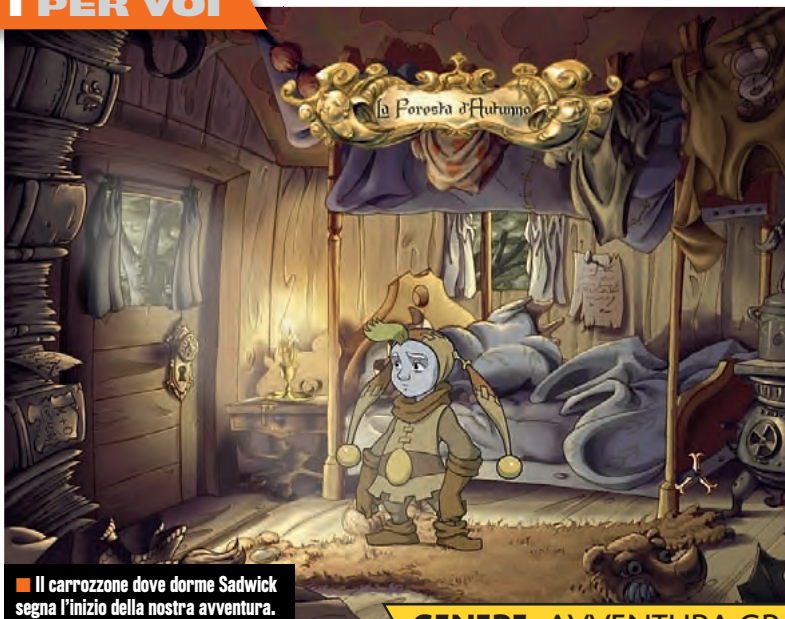 I PER VOI
La Foresta d'Autunno
Il carrozzone dove dorme Sadwick
segna l'inizio della nostra avventura.
GENERE AVVENTURA GR